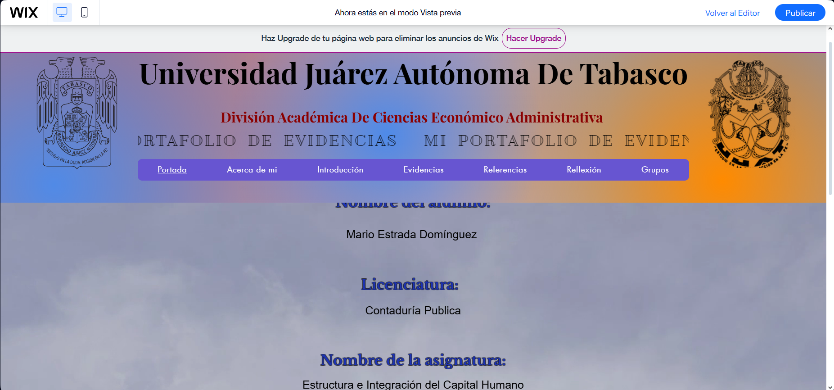 WIX
Ahora estás en el modo Vista previa
Volver al Editor
Publicar
Haz Upgrade de tu página web para eliminar los anuncios de Wix
Hacer Upgrade
Universidad Juárez Autónoma De Tabasco
División Académica De Ciencias Económico Administrativa
PORTAFOLIO DE EVIDENCIAS MI PORTAFOLIO DE EVIDEN
Portada
Acerca de mi
Introducción
Evidencias
Referencias
Reflexión
Grupos
Nombre del alumno:
Mario Estrada Domínguez
Licenciatura:
Contaduría Publica
Nombre de la asignatura:
Estructura e Integración del Capital Humano